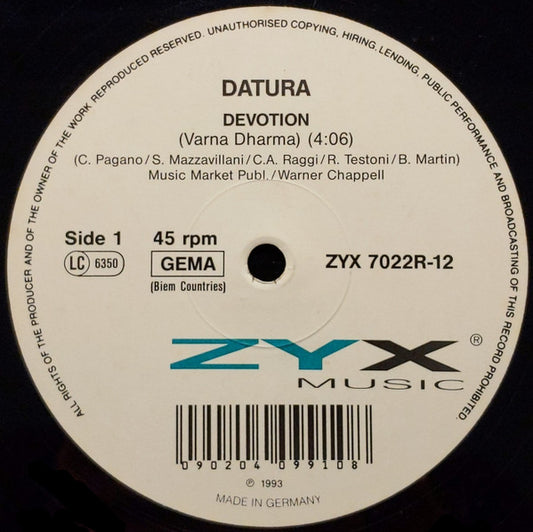 ALL RIGHTS OF THE PRODUCER AND OF THE OWNER OF THE WORK REPRODUCED RESERVED. UNAUTHORISED COPYING, HIRING, LENDING, PUBLIC PERFORMANCE AND BROADCASTING OF THIS RECORD PROHIBITED.
DATURA
DEVOTION
(Varna Dharma) (4:06)
(C. Pagano/S. Mazzavillani/C.A. Raggi/R. Testoni/B. Martin)
Music Market Publ./Warner Chappell
Side 1 45 rpm
LC 6350 GEMA ZYX 7022R-12
(Biem Countries)
ZYX ®
MUSIC
090204 099108
℗ 1993
MADE IN GERMANY